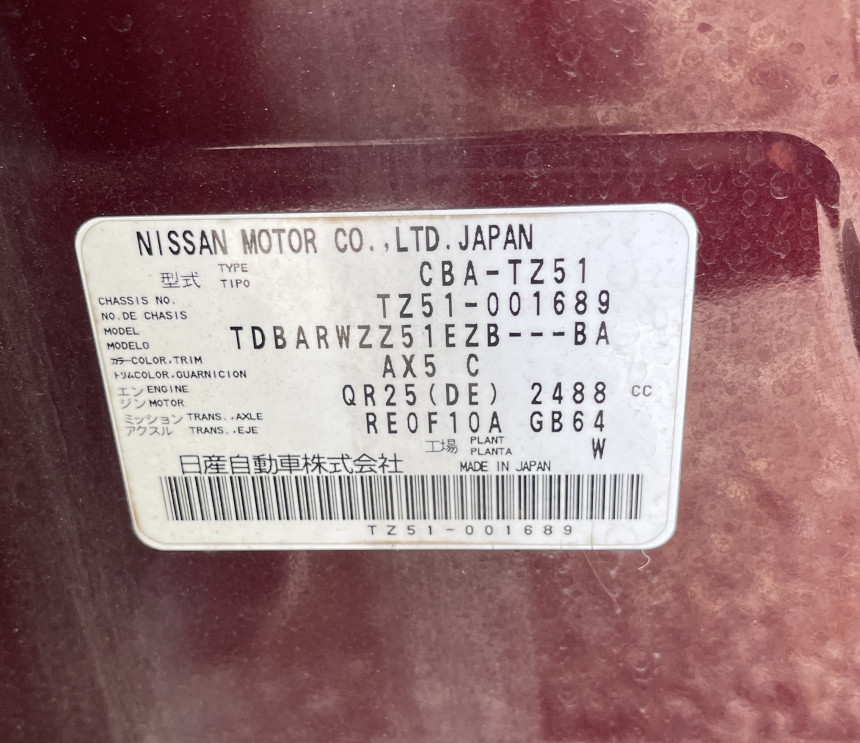 NISSAN MOTOR CO.,LTD.JAPAN
型式 TYPE TIPO CBA-TZ51
CHASSIS NO. NO.DE CHASIS TZ51-001689
MODEL MODELO TDBARWZZ51EZB---BA
カラー COLOR,TRIM トリム COLOR,GUARNICION AX5 C
エンジン ENGINE MOTOR QR25(DE) 2488 CC
ミッション アクスル TRANS.,AXLE TRANS.,EJE RE0F10A GB64
工場 PLANT PLANTA W
日産自動車株式会社 MADE IN JAPAN
TZ51-001689